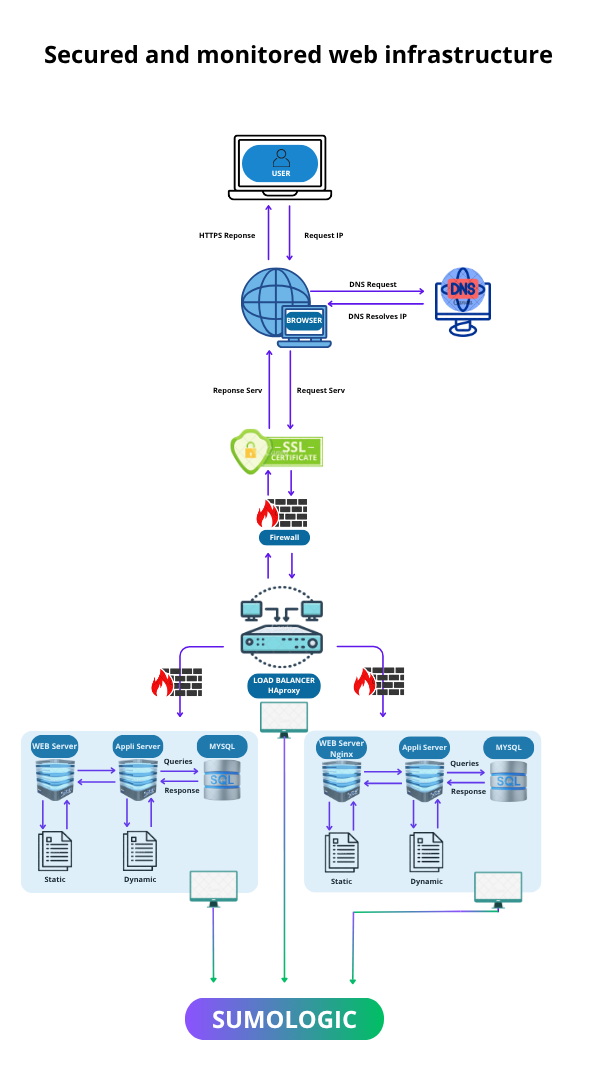 Secured and monitored web infrastructure
USER
HTTPS Reponse
Request IP
DNS Request
DNS
BROWSER
DNS Resolves IP
Reponse Serv
Request Serv
SSL
CERTIFICATE
Firewall
LOAD BALANCER
HAproxy
WEB Server
Appli Server
MYSQL
Queries
SQL
Response
Static
Dynamic
WEB Server
Nginx
Appli Server
MYSQL
Queries
SQL
Response
Static
Dynamic
SUMOLOGIC